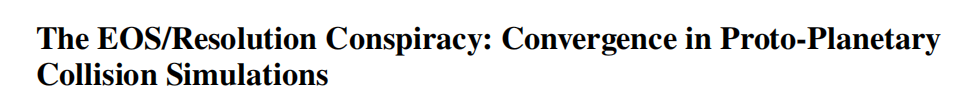 The EOS/Resolution Conspiracy: Convergence in Proto-Planetary
Collision Simulations